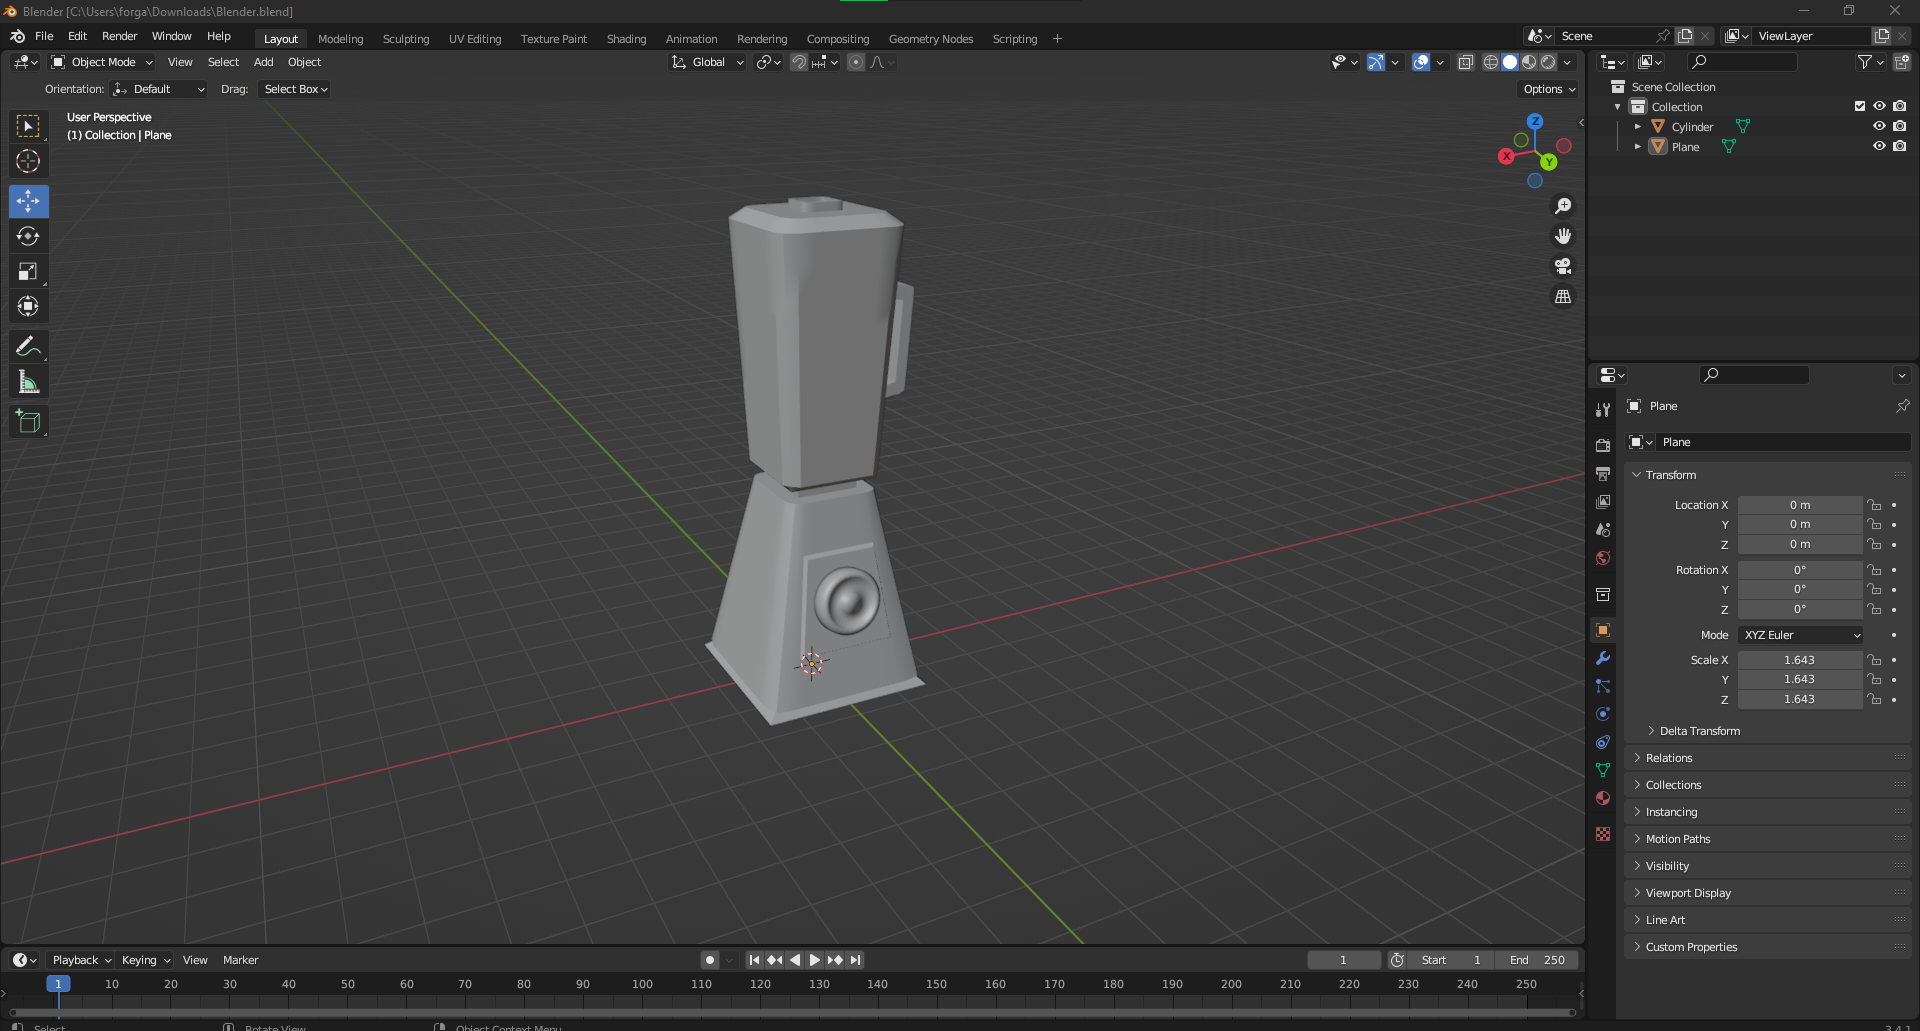 Blender [C:\Users\forga\Downloads\Blender.blend]
File Edit Render Window Help Layout Modeling Sculpting UV Editing Texture Paint Shading Animation Rendering Compositing Geometry Nodes Scripting + Scene ViewLayer
Object Mode View Select Add Object Global
Orientation: Default Drag: Select Box Options
User Perspective
(1) Collection | Plane
Z
X
Y
Scene Collection
Collection
Cylinder
Plane
Plane
Plane
Transform
Location X 0 m
Y 0 m
Z 0 m
Rotation X 0°
Y 0°
Z 0°
Mode XYZ Euler
Scale X 1.643
Y 1.643
Z 1.643
Delta Transform
Relations
Collections
Instancing
Motion Paths
Visibility
Viewport Display
Line Art
Custom Properties
Playback Keying View Marker 1 Start 1 End 250
1 10 20 30 40 50 60 70 80 90 100 110 120 130 140 150 160 170 180 190 200 210 220 230 240 250
Select Rotate View Object Context Menu 3.4.1